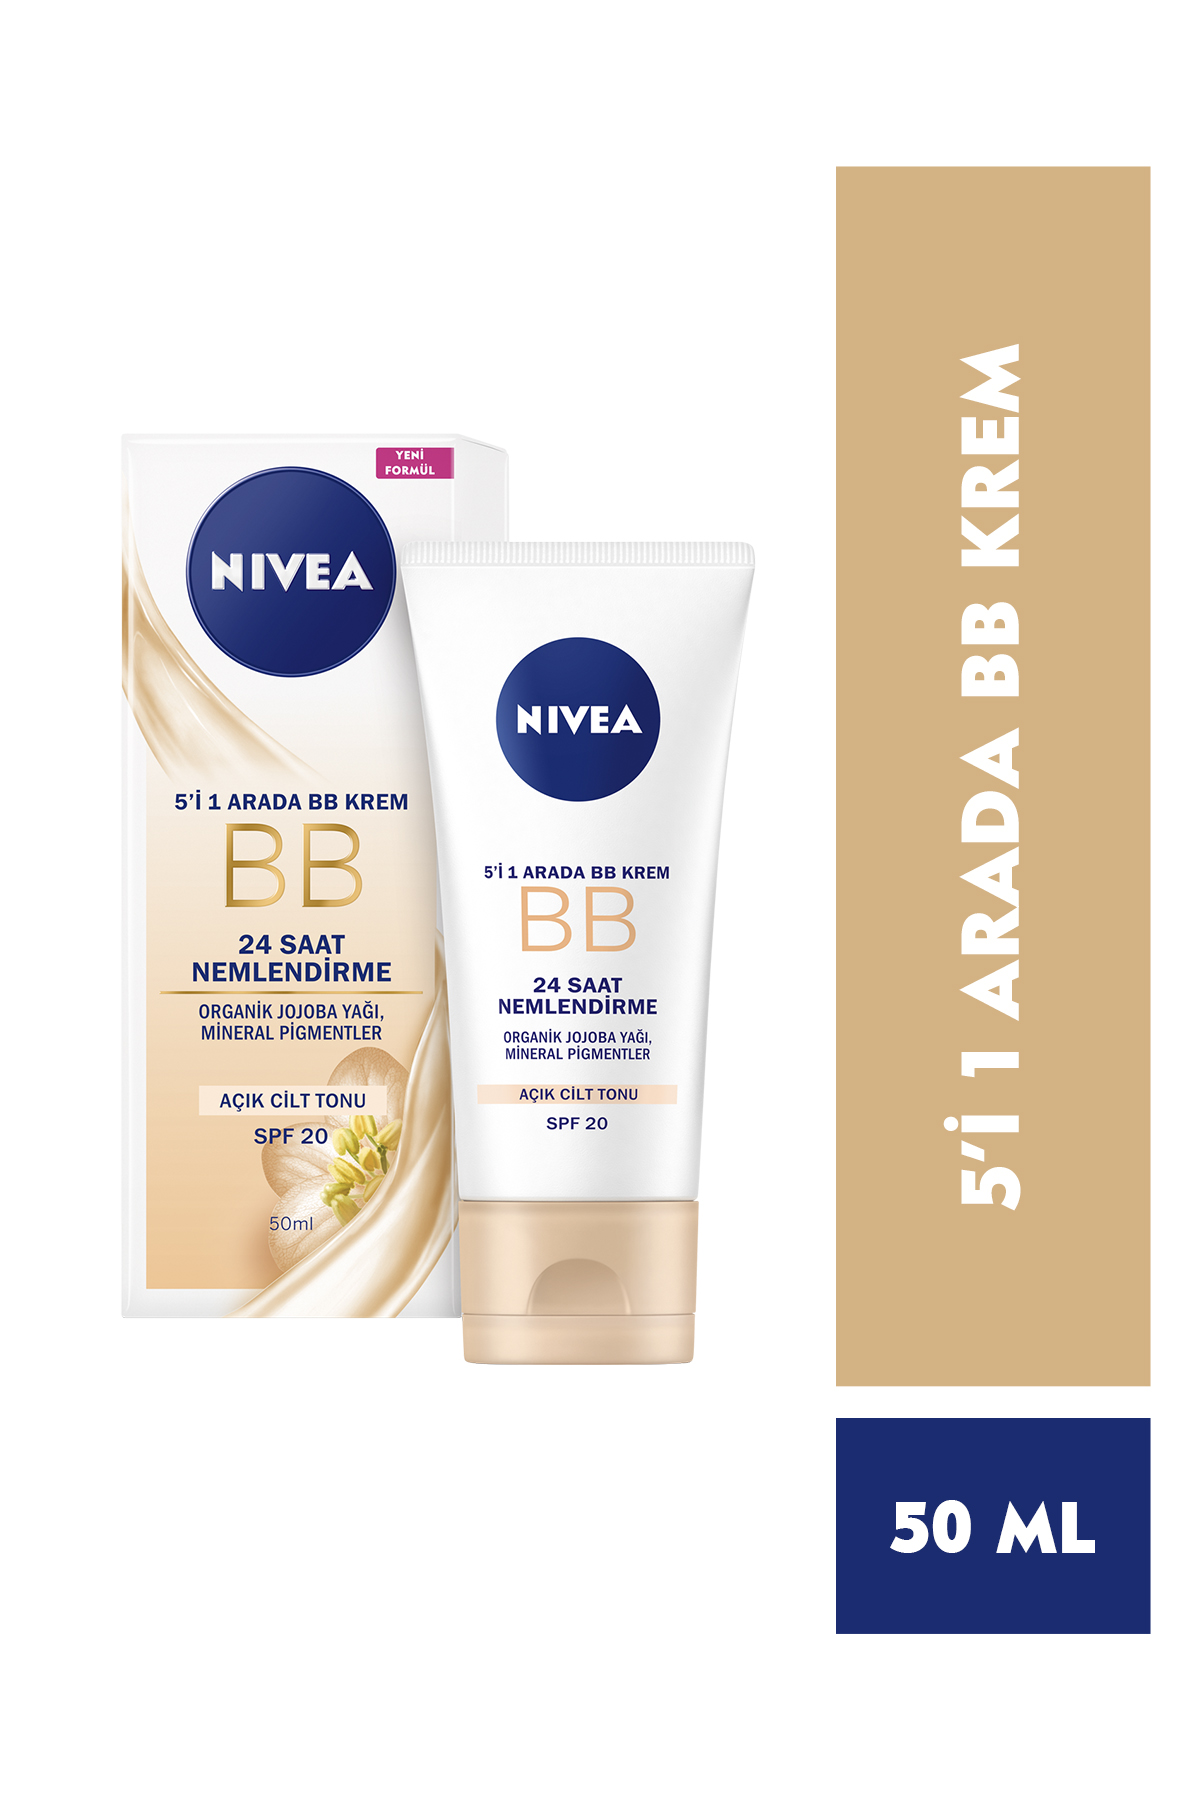 YENİ
FORMÜL
NIVEA
5'İ 1 ARADA BB KREM
BB
24 SAAT
NEMLENDİRME
ORGANİK JOJOBA YAĞI,
MİNERAL PİGMENTLER
AÇIK CİLT TONU
SPF 20
50ml
NIVEA
5'İ 1 ARADA BB KREM
BB
24 SAAT
NEMLENDİRME
ORGANİK JOJOBA YAĞI,
MİNERAL PİGMENTLER
AÇIK CİLT TONU
SPF 20
5'İ 1 ARADA BB KREM
50 ML